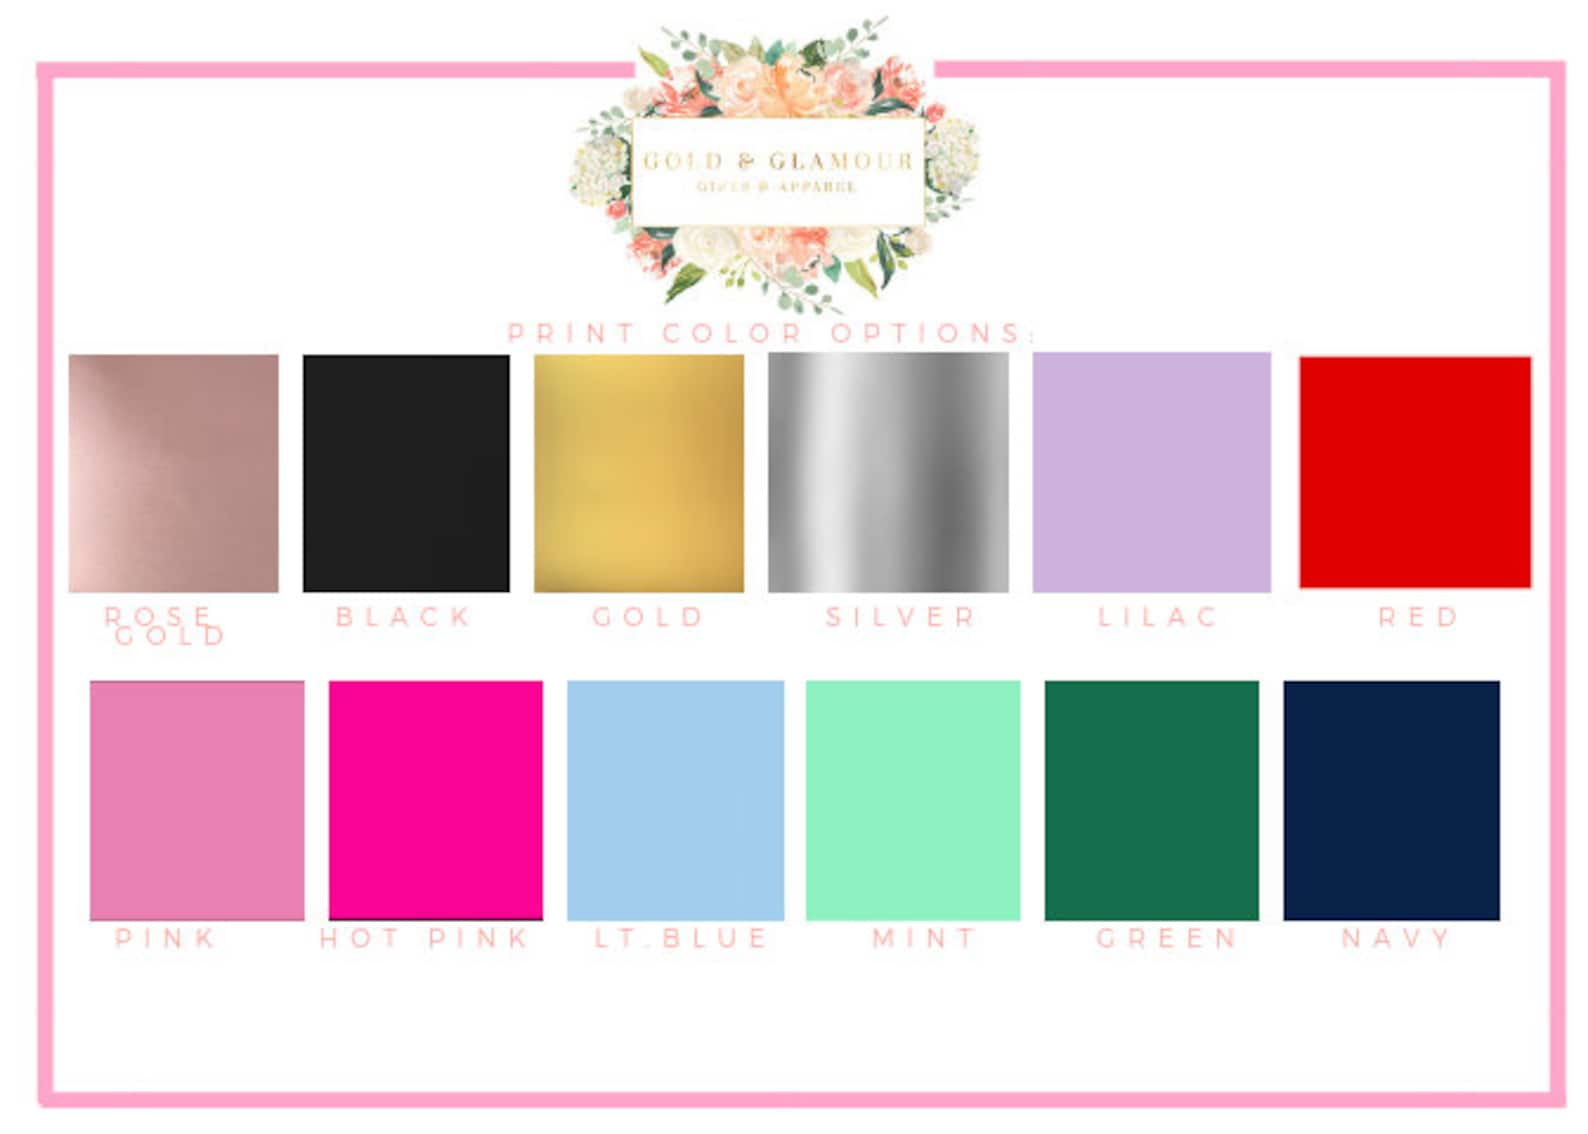 GOLD & GLAMOUR
GIFTS & APPAREL
PRINT COLOR OPTIONS:
ROSE
GOLD
BLACK
GOLD
SILVER
LILAC
RED
PINK
HOT PINK
LT.BLUE
MINT
GREEN
NAVY